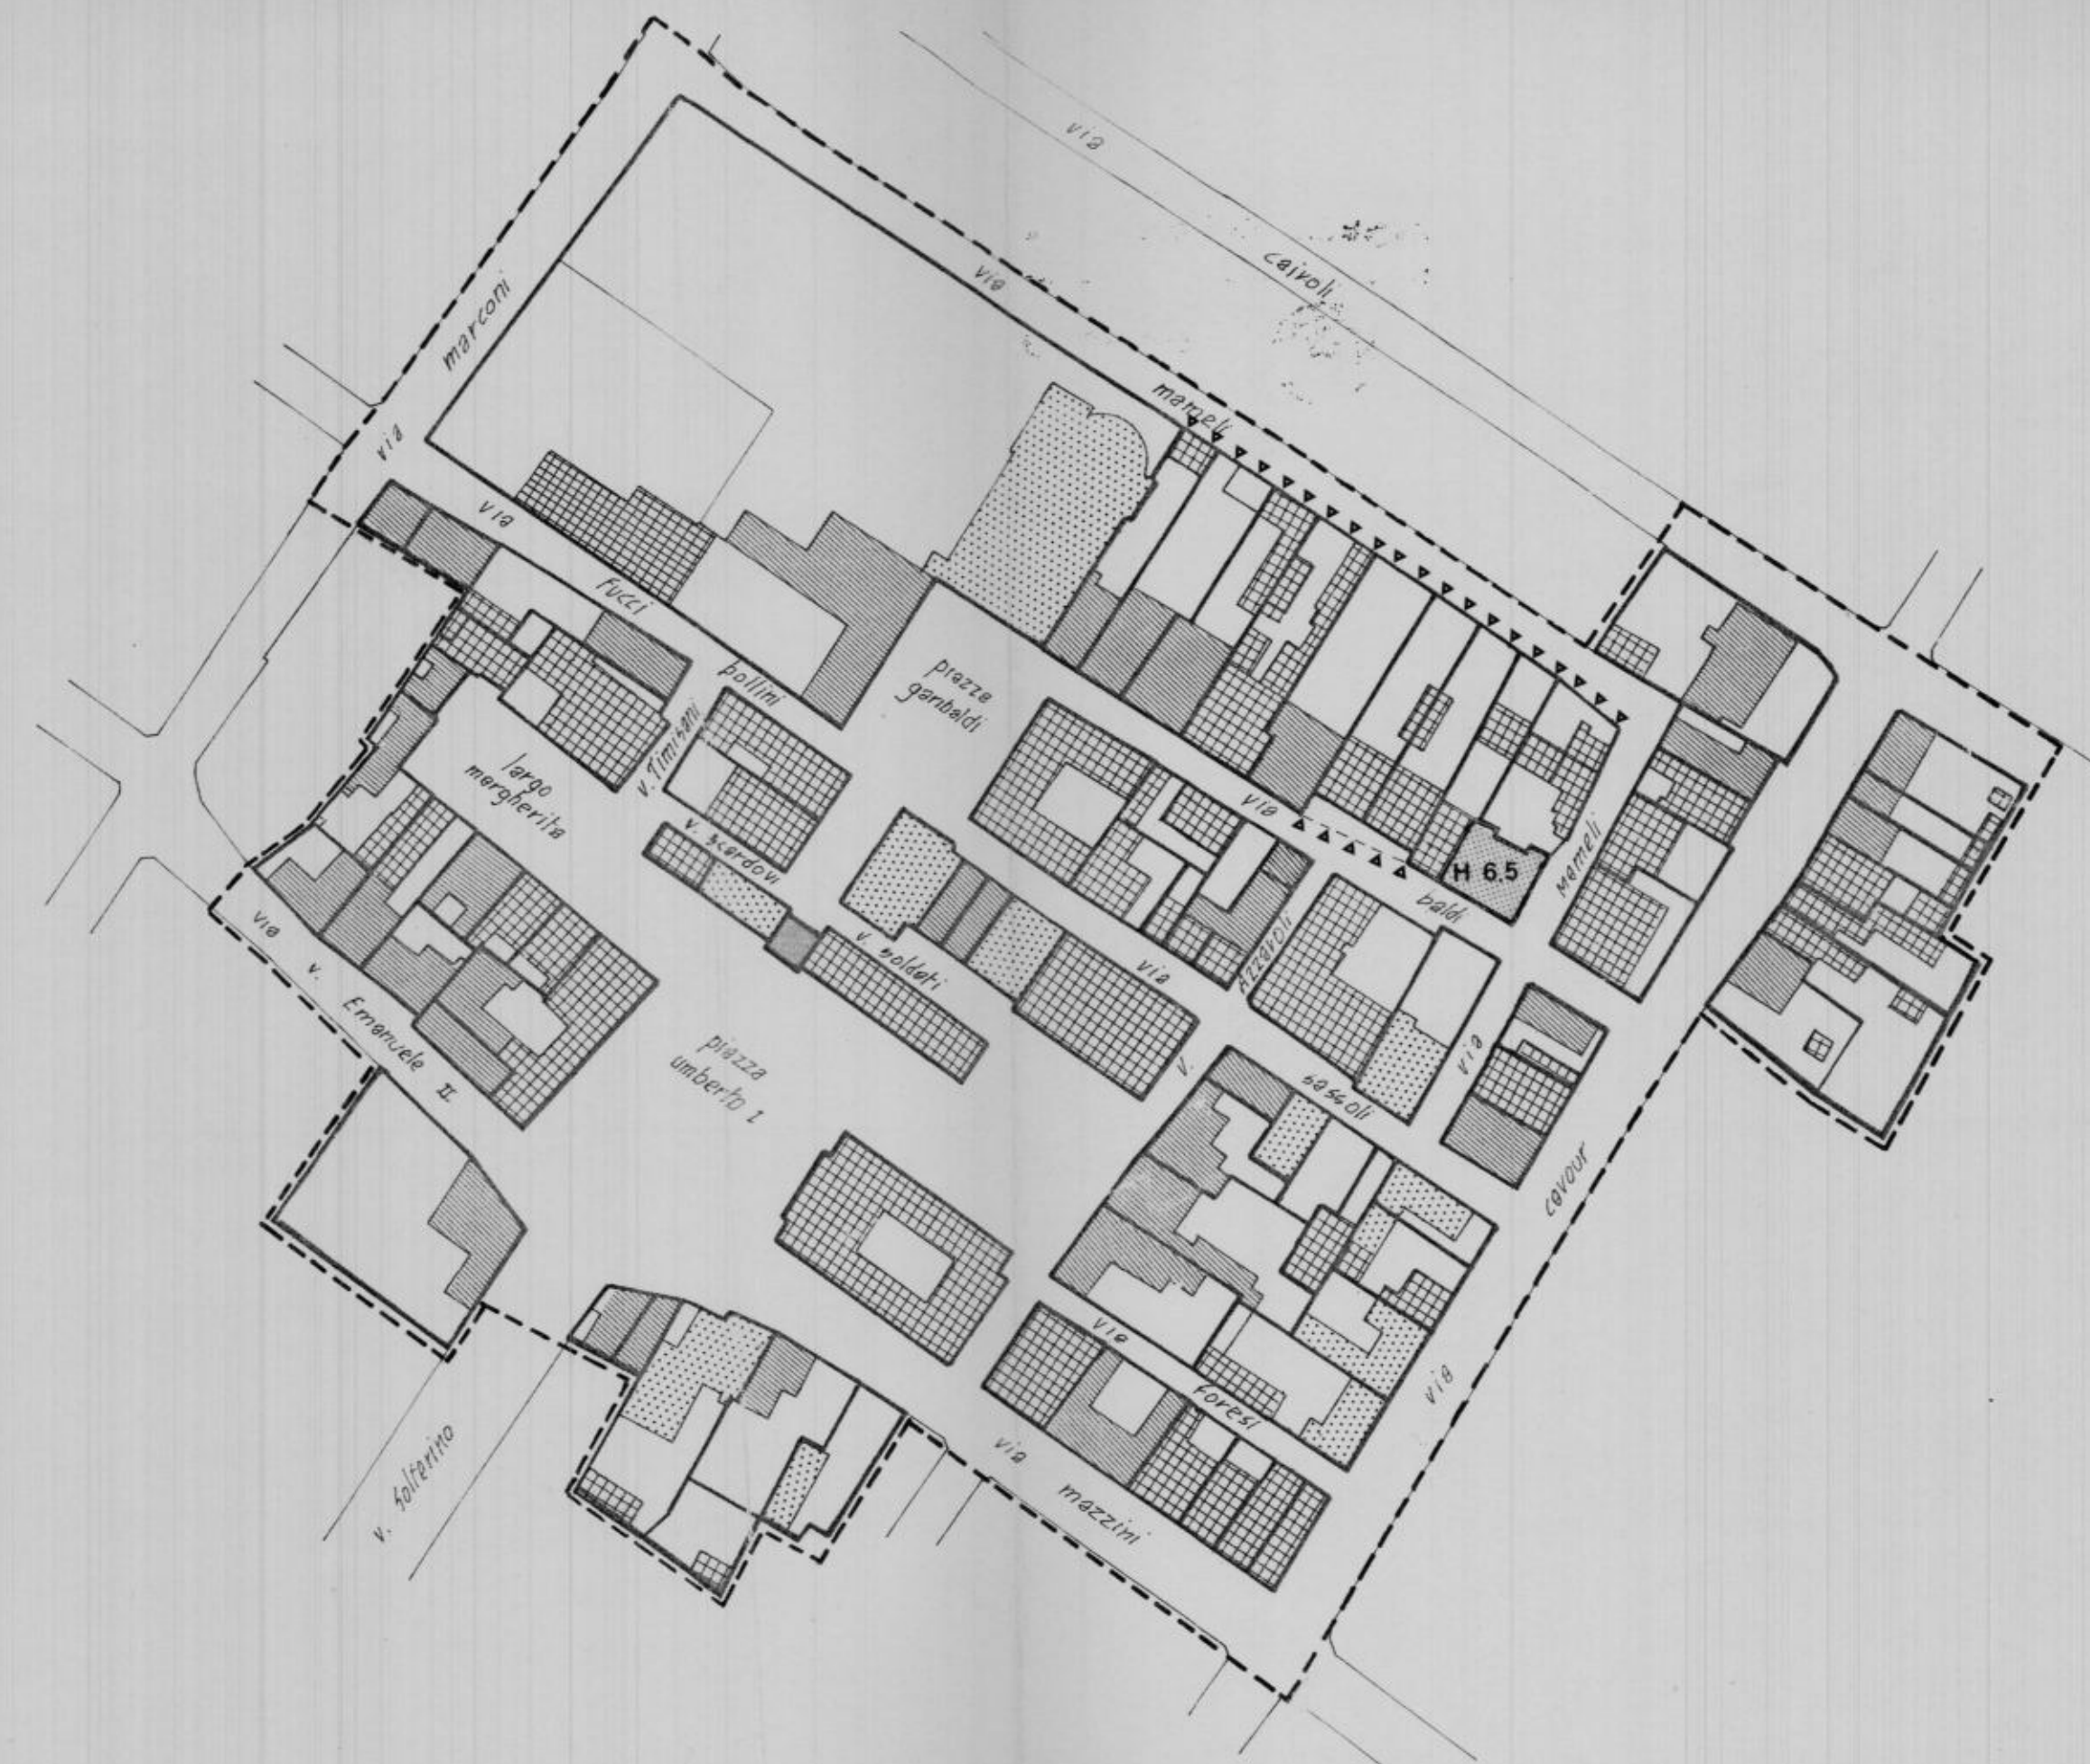 via
cairoli
via
mameli
marconi
via
via
fucci
pollini
piazza
garibaldi
v. Timisani
largo
margherita
v. scardovi
v. soldati
via
baldi
H 6.5
Mameli
via
v. Emanuele II.
piazza
umberto I
via
v.
Azzaroli
sassoli
via
cavour
via
via
foresi
via
mazzini
v. Solferino